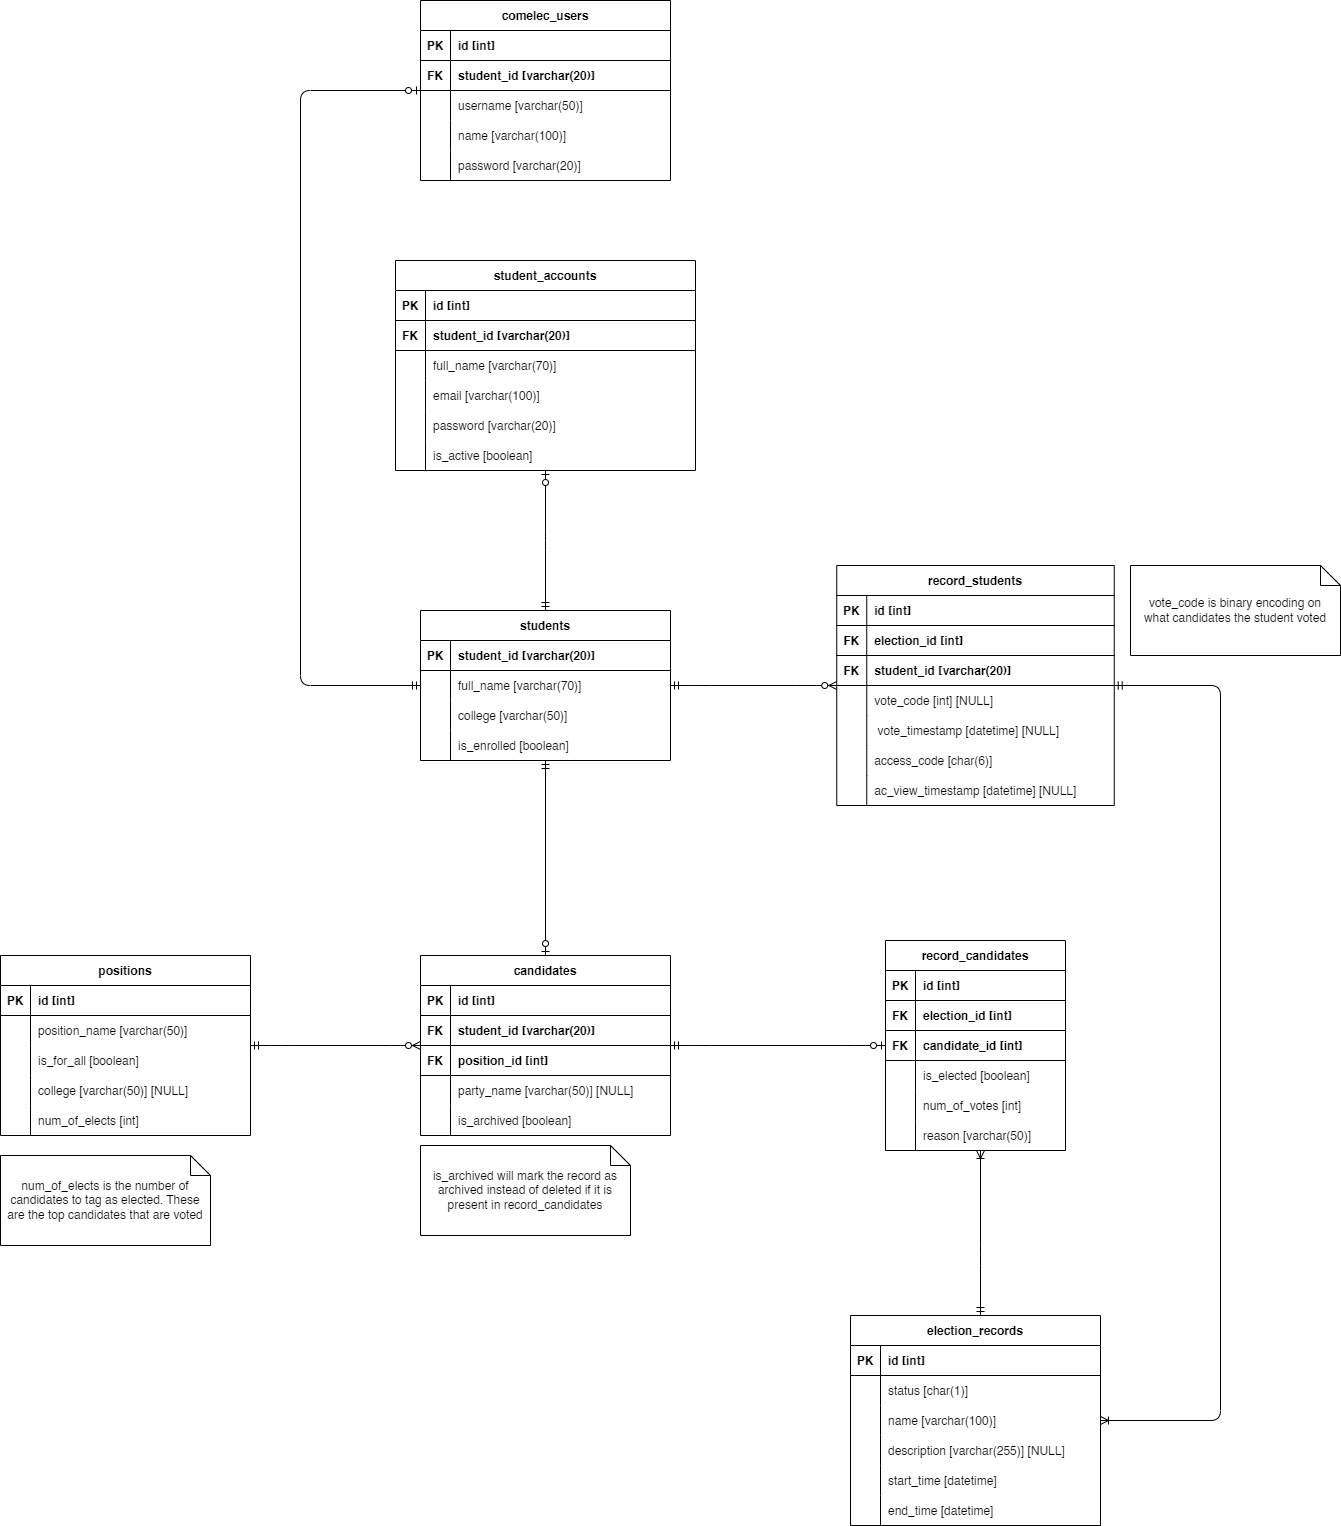 comelec_users
PK id [int]
FK student_id [varchar(20)]
username [varchar(50)]
name [varchar(100)]
password [varchar(20)]
student_accounts
PK id [int]
FK student_id [varchar(20)]
full_name [varchar(70)]
email [varchar(100)]
password [varchar(20)]
is_active [boolean]
students
PK student_id [varchar(20)]
full_name [varchar(70)]
college [varchar(50)]
is_enrolled [boolean]
record_students
PK id [int]
FK election_id [int]
FK student_id [varchar(20)]
vote_code [int] [NULL]
vote_timestamp [datetime] [NULL]
access_code [char(6)]
ac_view_timestamp [datetime] [NULL]
vote_code is binary encoding on
what candidates the student voted
positions
PK id [int]
position_name [varchar(50)]
is_for_all [boolean]
college [varchar(50)] [NULL]
num_of_elects [int]
num_of_elects is the number of
candidates to tag as elected. These
are the top candidates that are voted
candidates
PK id [int]
FK student_id [varchar(20)]
FK position_id [int]
party_name [varchar(50)] [NULL]
is_archived [boolean]
is_archived will mark the record as
archived instead of deleted if it is
present in record_candidates
record_candidates
PK id [int]
FK election_id [int]
FK candidate_id [int]
is_elected [boolean]
num_of_votes [int]
reason [varchar(50)]
election_records
PK id [int]
status [char(1)]
name [varchar(100)]
description [varchar(255)] [NULL]
start_time [datetime]
end_time [datetime]